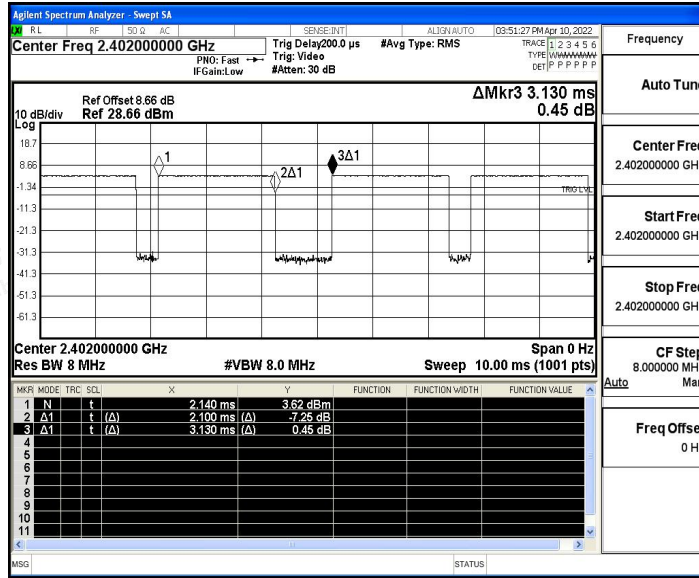 Agilent Spectrum Analyzer - Swept SA
LXI RL RF 50 Ω AC SENSE:INT ALIGN AUTO 03:51:27 PM Apr 10, 2022
Center Freq 2.402000000 GHz
PNO: Fast
IFGain:Low
Trig Delay200.0 µs
Trig: Video
#Atten: 30 dB
#Avg Type: RMS
TRACE 1 2 3 4 5 6
TYPE WWWWWW
DET P P P P P P
10 dB/div
Log
Ref Offset 8.66 dB
Ref 28.66 dBm
ΔMkr3 3.130 ms
0.45 dB
18.7
8.66
-1.34
-11.3
-21.3
-31.3
-41.3
-51.3
-61.3
1
2Δ1
3Δ1
TRIG LVL
Center 2.402000000 GHz Span 0 Hz
Res BW 8 MHz #VBW 8.0 MHz Sweep 10.00 ms (1001 pts)
MKR MODE TRC SCL X Y FUNCTION FUNCTION WIDTH FUNCTION VALUE
1 N t 2.140 ms 3.62 dBm
2 Δ1 t (Δ) 2.100 ms (Δ) -7.25 dB
3 Δ1 t (Δ) 3.130 ms (Δ) 0.45 dB
4
5
6
7
8
9
10
11
MSG STATUS
Frequency
Auto Tun
Center Fre
2.402000000 GH
Start Fre
2.402000000 GH
Stop Fre
2.402000000 GH
CF Ste
8.000000 MH
Auto Ma
Freq Offse
0 H